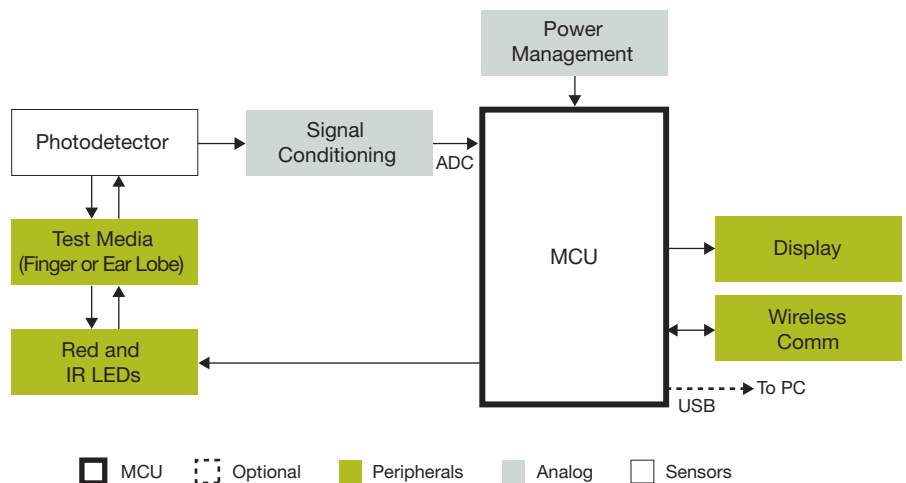 Power
Management
Photodetector
Signal
Conditioning
ADC
Test Media
(Finger or Ear Lobe)
MCU
Display
Wireless
Comm
Red and
IR LEDs
To PC
USB
MCU
Optional
Peripherals
Analog
Sensors